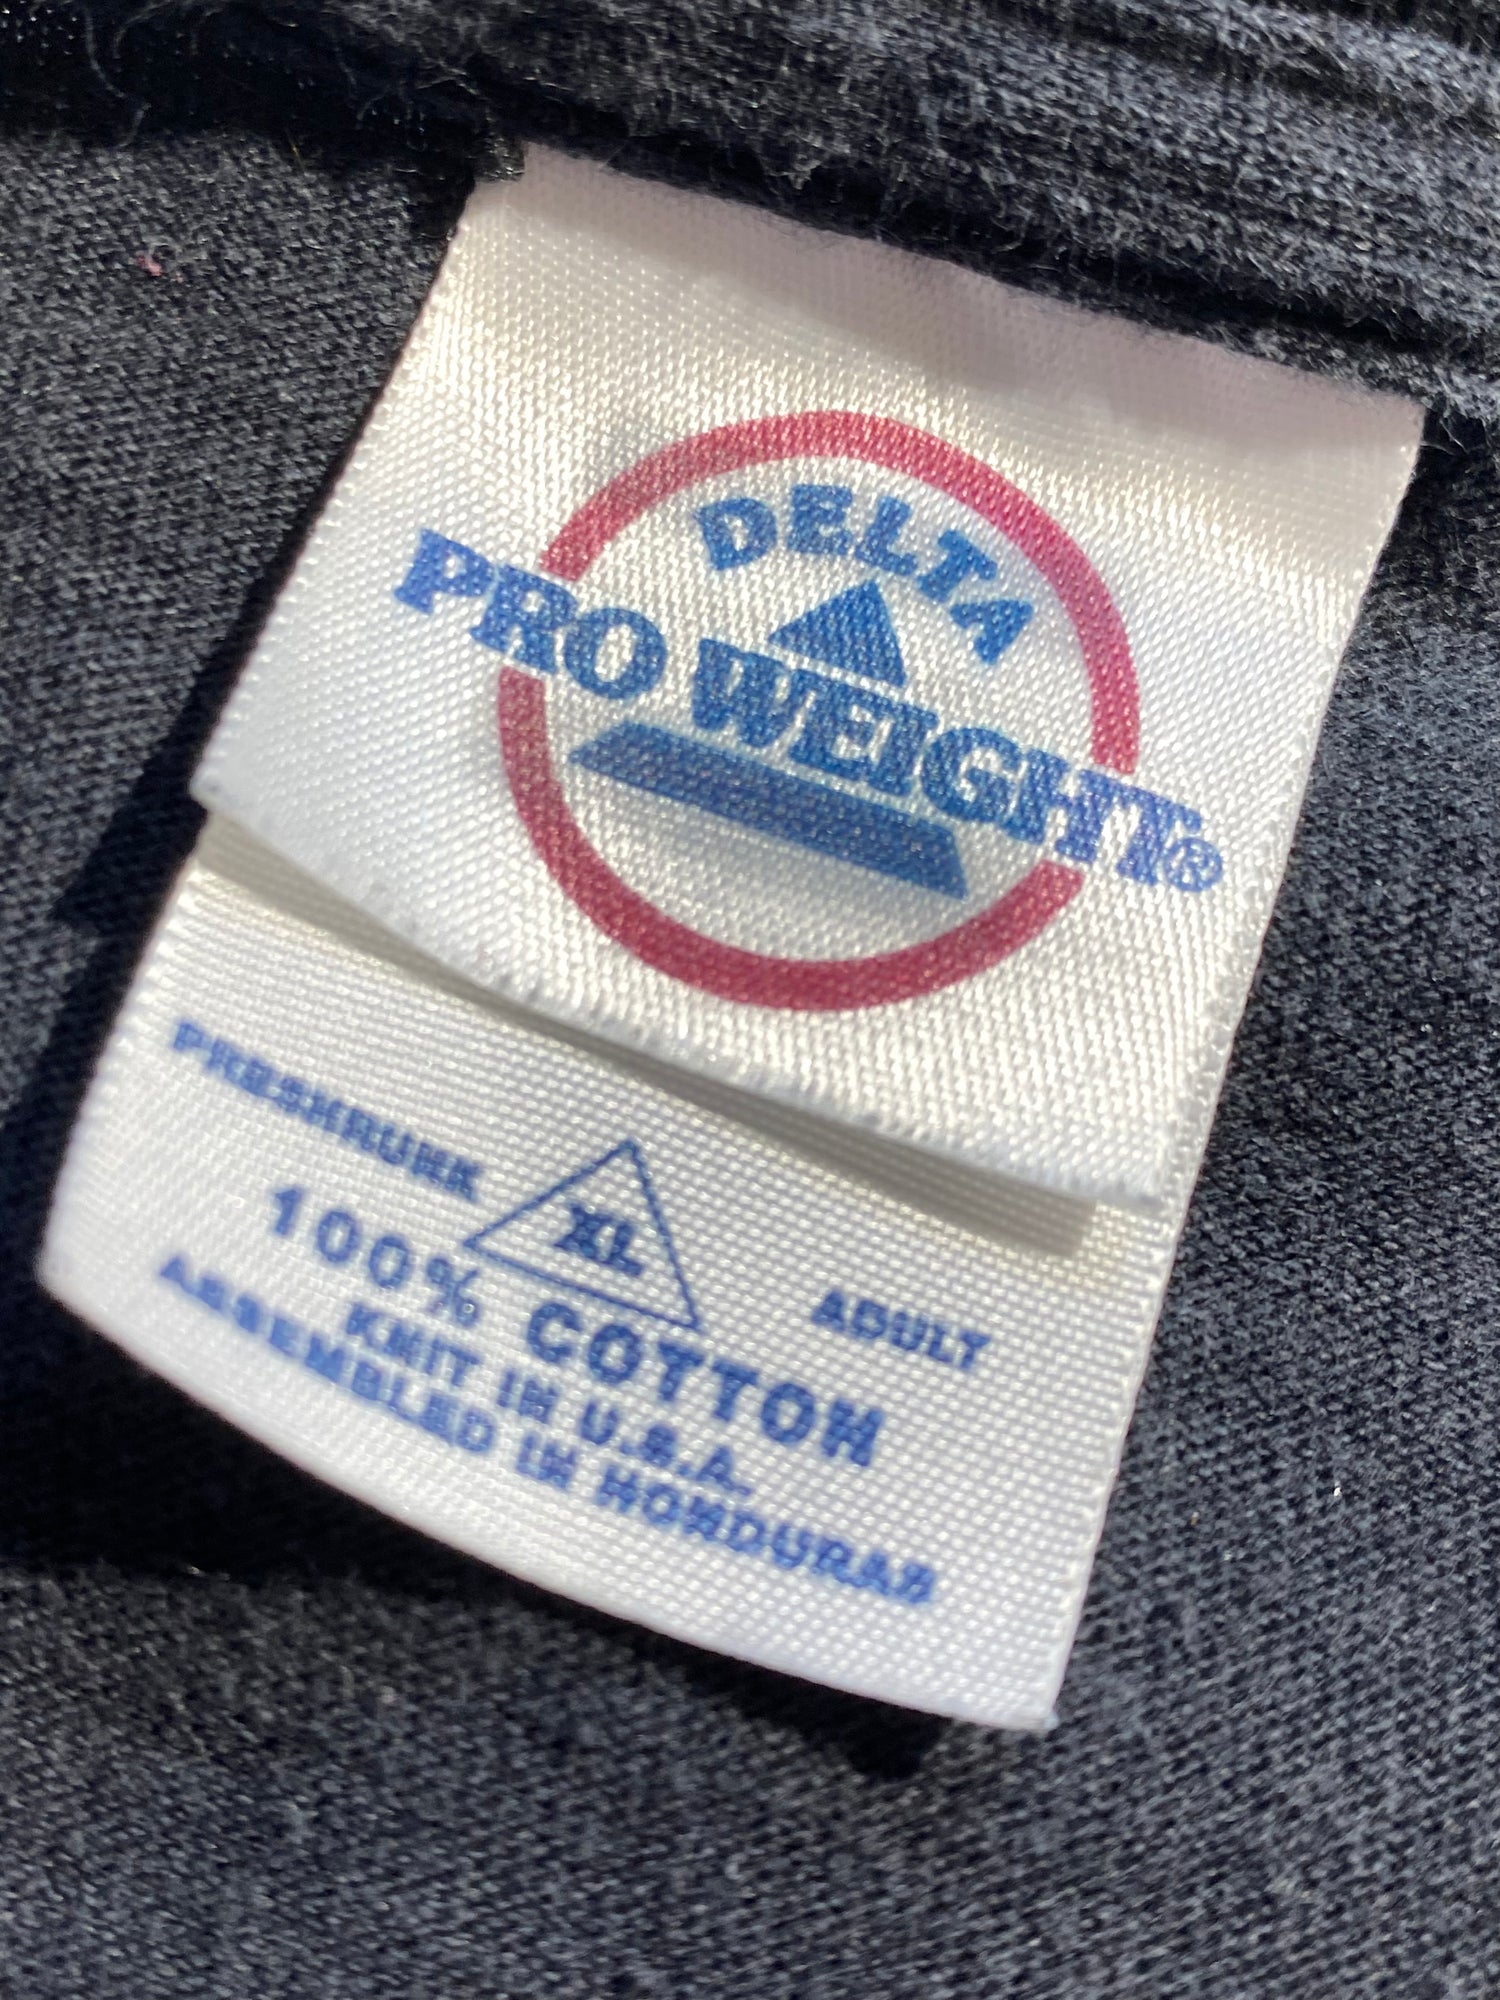 DELTA
PRO WEIGHT®
PRESHRUNK XL ADULT
100% COTTON
KNIT IN U.S.A.
ASSEMBLED IN HONDURAS